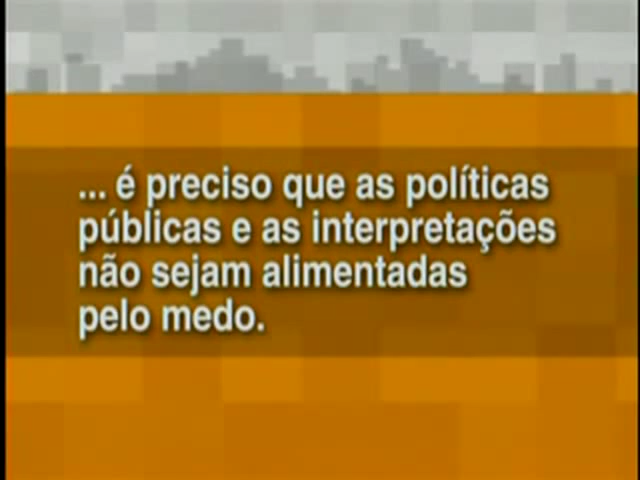 ... é preciso que as políticas
públicas e as interpretações
não sejam alimentadas
pelo medo.